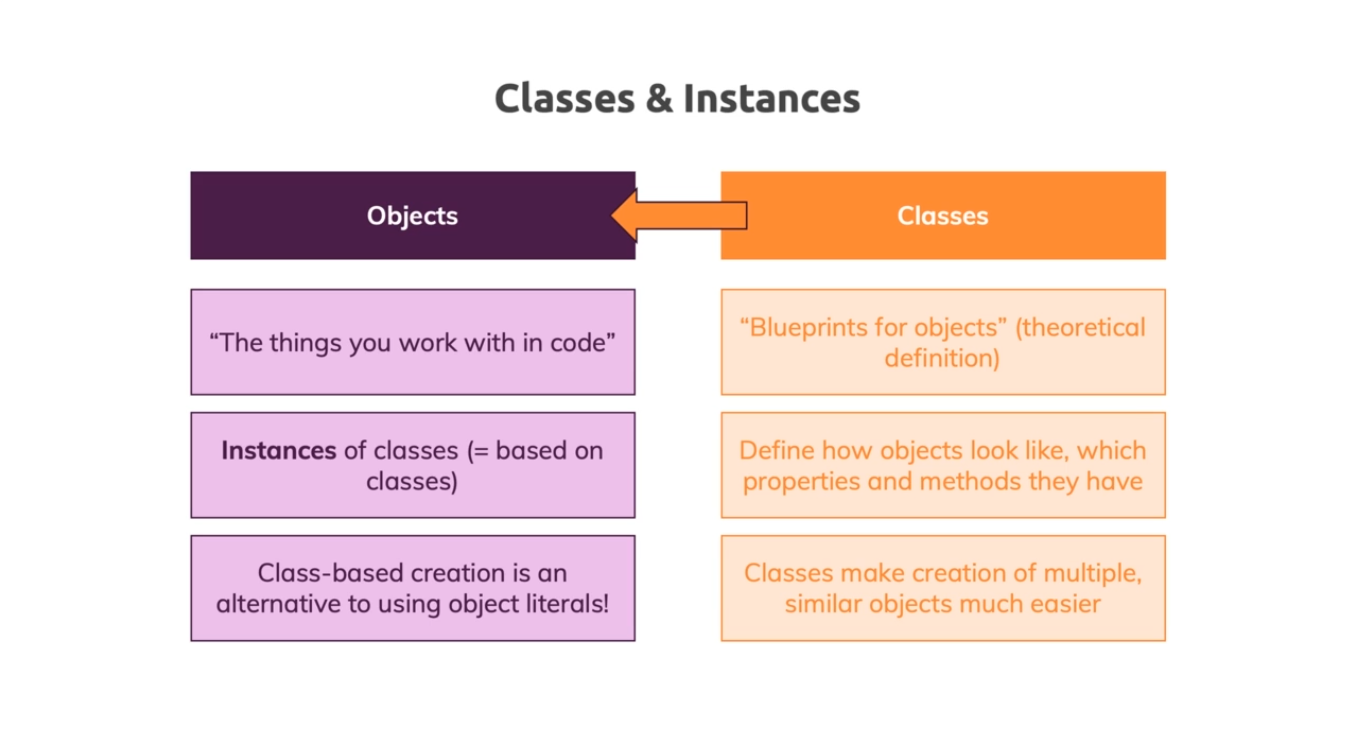 Classes & Instances
Objects
Classes
“The things you work with in code”
“Blueprints for objects” (theoretical
definition)
Instances of classes (= based on
classes)
Define how objects look like, which
properties and methods they have
Class-based creation is an
alternative to using object literals!
Classes make creation of multiple,
similar objects much easier